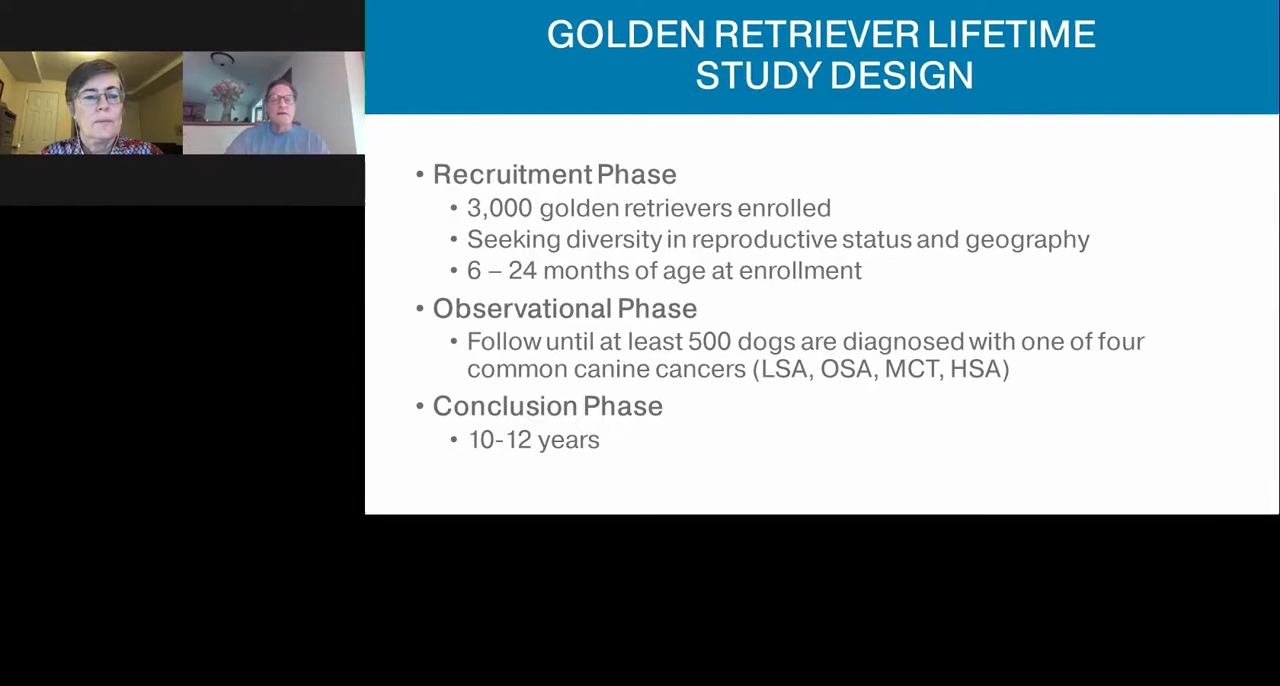 GOLDEN RETRIEVER LIFETIME
STUDY DESIGN
• Recruitment Phase
• 3,000 golden retrievers enrolled
• Seeking diversity in reproductive status and geography
• 6 – 24 months of age at enrollment
• Observational Phase
• Follow until at least 500 dogs are diagnosed with one of four
common canine cancers (LSA, OSA, MCT, HSA)
• Conclusion Phase
• 10-12 years